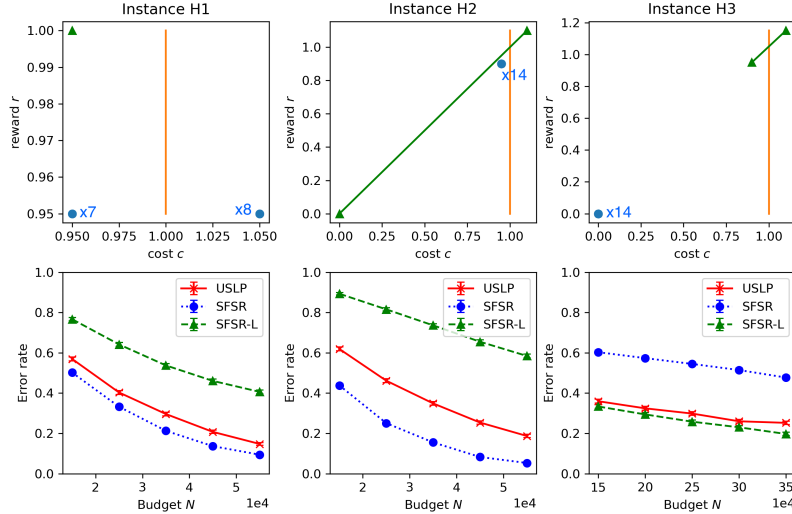 Instance H1
Instance H2
Instance H3
1.00
0.99
0.98
0.97
0.96
0.95
reward r
x7
x8
0.950
0.975
1.000
1.025
1.050
cost c
1.0
0.8
0.6
0.4
0.2
0.0
reward r
x14
0.00
0.25
0.50
0.75
1.00
cost c
1.2
1.0
0.8
0.6
0.4
0.2
0.0
reward r
x14
0.00
0.25
0.50
0.75
1.00
cost c
1.0
0.8
0.6
0.4
0.2
0.0
Error rate
USLP
SFSR
SFSR-L
2
3
4
5
1e4
Budget N
1.0
0.8
0.6
0.4
0.2
0.0
Error rate
USLP
SFSR
SFSR-L
2
3
4
5
1e4
Budget N
1.0
0.8
0.6
0.4
0.2
0.0
Error rate
USLP
SFSR
SFSR-L
15
20
25
30
35
1e4
Budget N